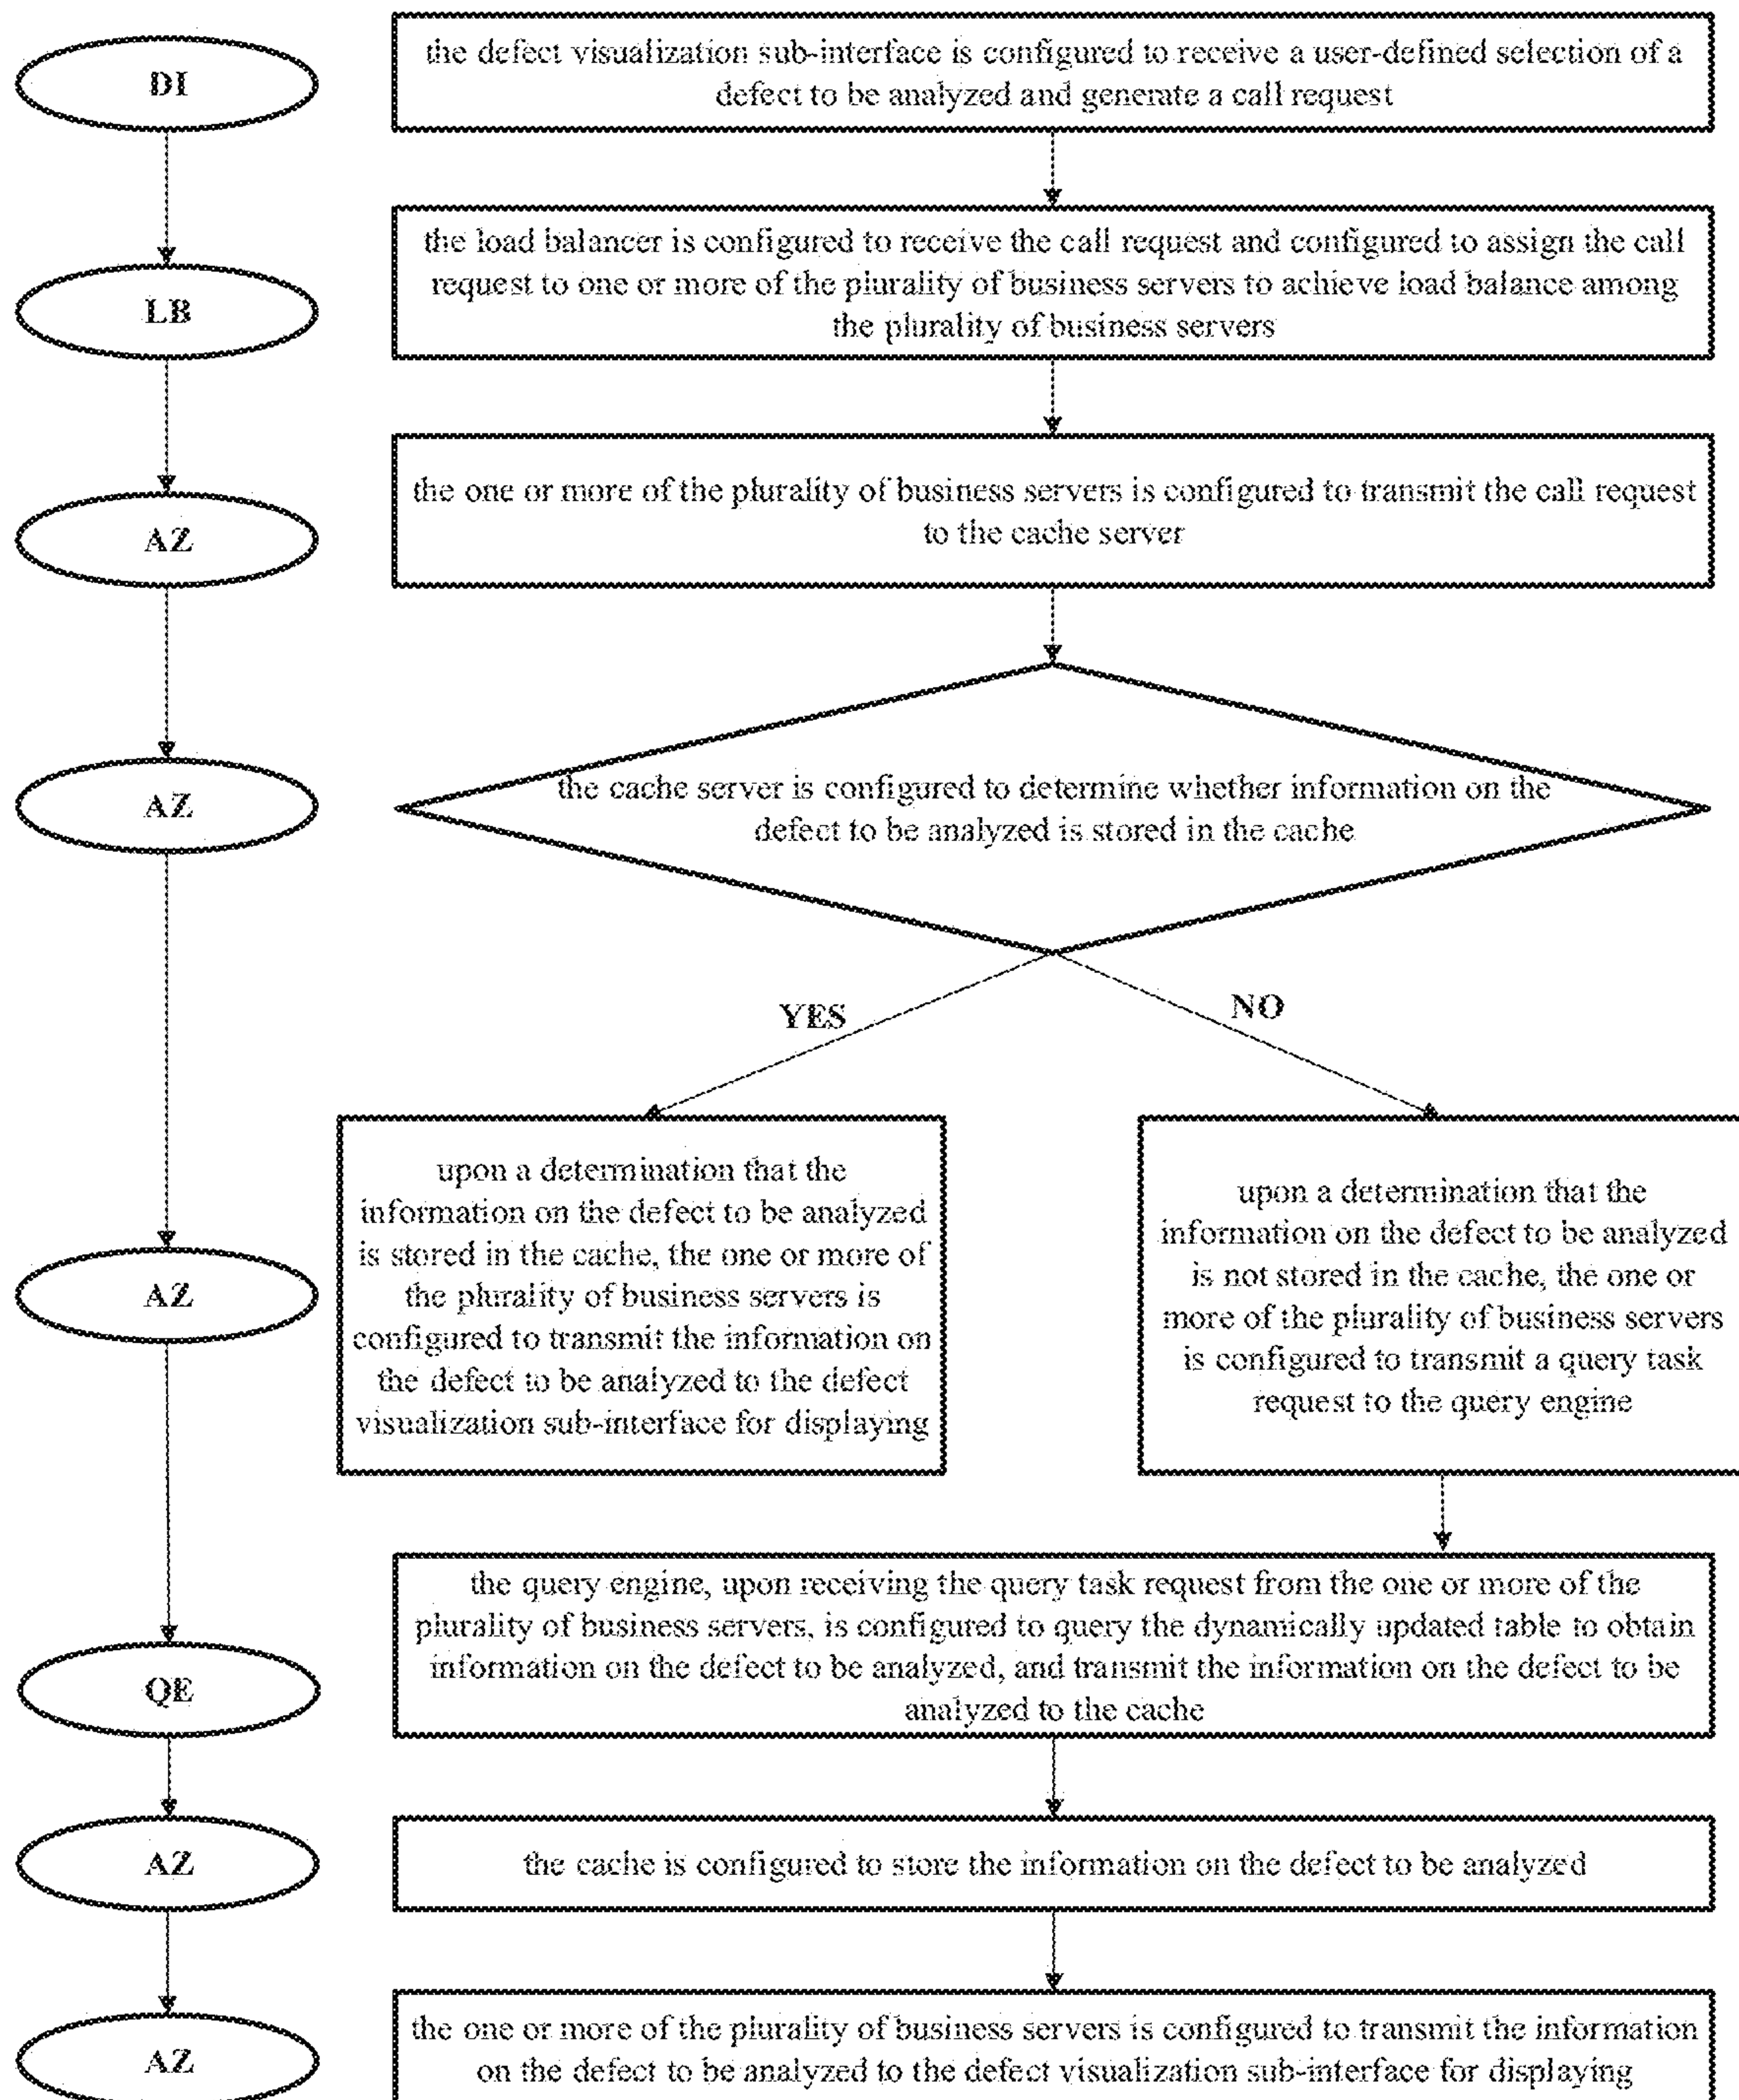 DI
the defect visualization sub-interface is configured to receive a user-defined selection of a
defect to be analyzed and generate a call request
LB
the load balancer is configured to receive the call request and configured to assign the call
request to one or more of the plurality of business servers to achieve load balance among
the plurality of business servers
AZ
the one or more of the plurality of business servers is configured to transmit the call request
to the cache server
AZ
the cache server is configured to determine whether information on the
defect to be analyzed is stored in the cache
YES
NO
AZ
upon a determination that the
information on the defect to be analyzed
is stored in the cache, the one or more of
the plurality of business servers is
configured to transmit the information on
the defect to be analyzed to the defect
visualization sub-interface for displaying
upon a determination that the
information on the defect to be analyzed
is not stored in the cache, the one or
more of the plurality of business servers
is configured to transmit a query task
request to the query engine
QE
the query engine, upon receiving the query task request from the one or more of the
plurality of business servers, is configured to query the dynamically updated table to obtain
information on the defect to be analyzed, and transmit the information on the defect to be
analyzed to the cache
AZ
the cache is configured to store the information on the defect to be analyzed
AZ
the one or more of the plurality of business servers is configured to transmit the information
on the defect to be analyzed to the defect visualization sub-interface for displaying